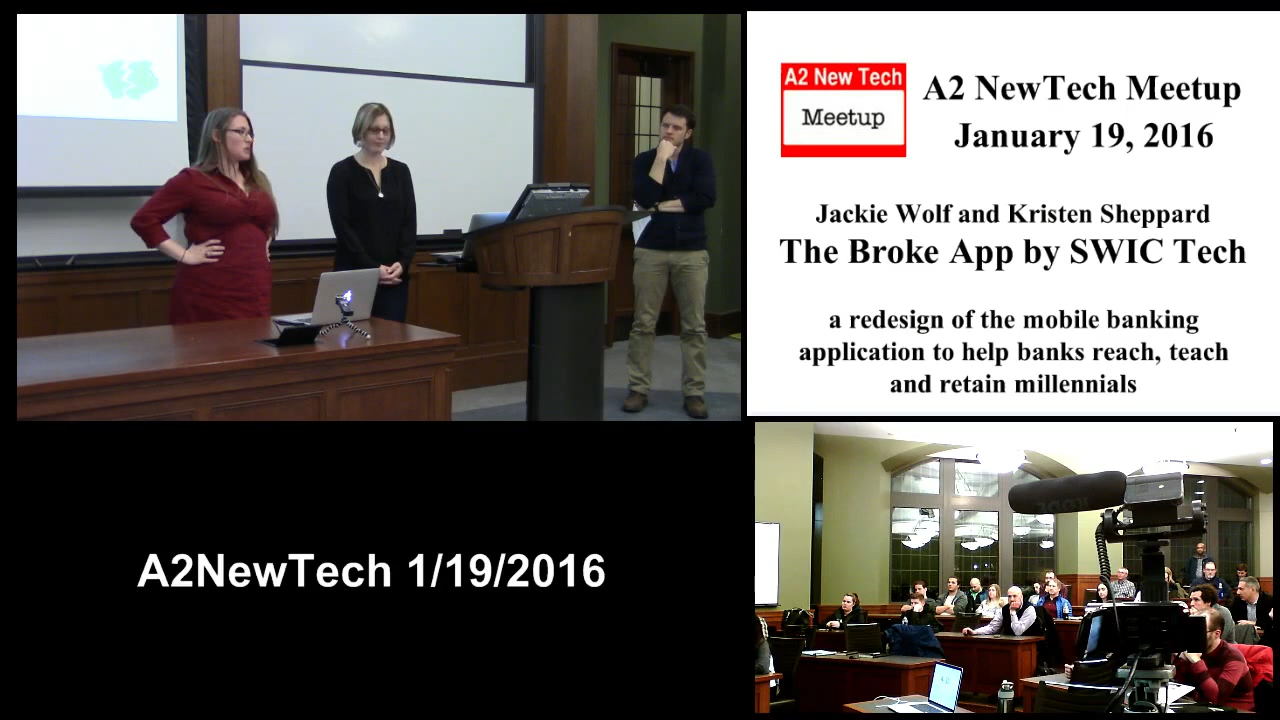 A2 New Tech
Meetup
A2 NewTech Meetup
January 19, 2016
Jackie Wolf and Kristen Sheppard
The Broke App by SWIC Tech
a redesign of the mobile banking
application to help banks reach, teach
and retain millennials
A2NewTech 1/19/2016
RODE